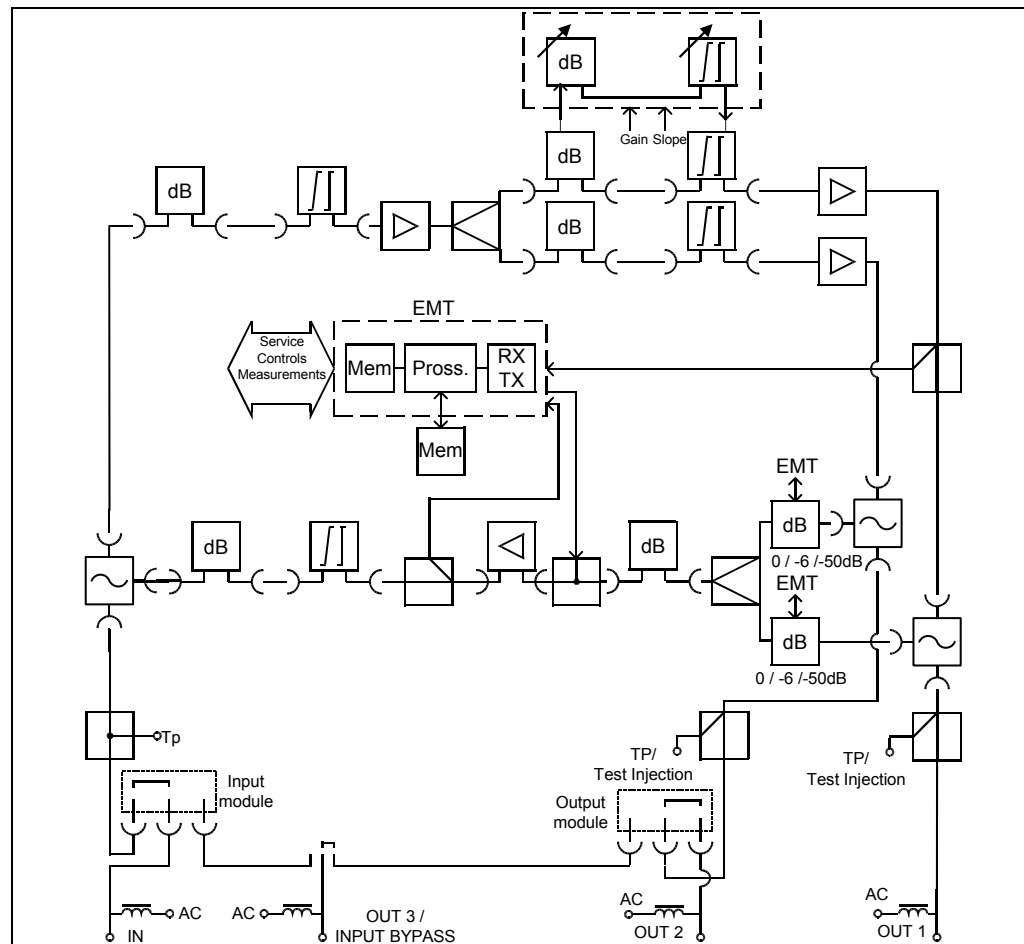 dB
Gain Slope
dB
dB
dB
EMT
Service
Controls
Measurements
Mem
Pross.
RX
TX
Mem
EMT
dB
dB
dB
0 / -6 /-50dB
EMT
dB
0 / -6 /-50dB
Tp
TP/
Test Injection
TP/
Test Injection
Input
module
Output
module
AC
AC
AC
AC
IN
OUT 3 /
INPUT BYPASS
OUT 2
OUT 1